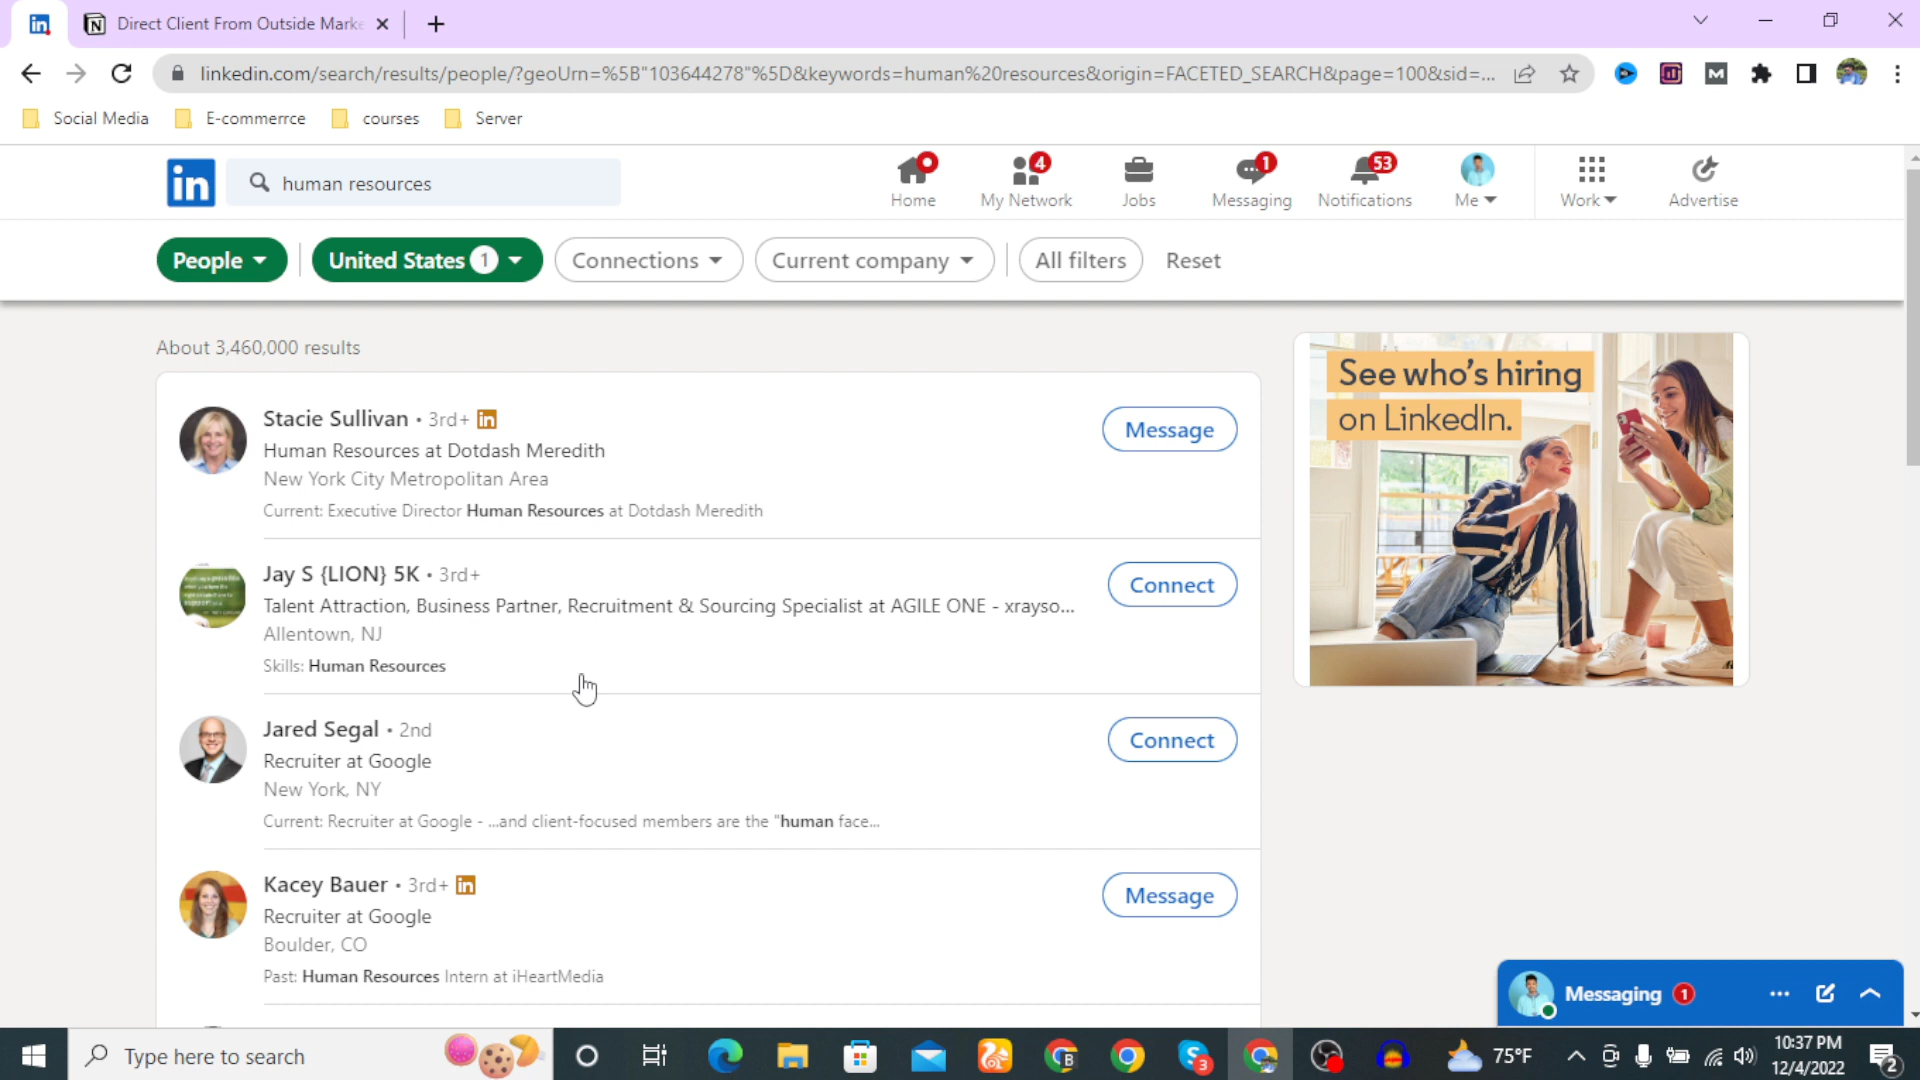 in
Direct Client From Outside Marke
linkedin.com/search/results/people/?geoUrn=%5B"103644278"%5D&keywords=human%20resources&origin=FACETED_SEARCH&page=100&sid=...
Social Media
E-commerrce
courses
Server
in
human resources
Home
4
My Network
Jobs
1
Messaging
53
Notifications
Me
Work
Advertise
People
United States 1
Connections
Current company
All filters
Reset
About 3,460,000 results
Stacie Sullivan • 3rd+ in
Human Resources at Dotdash Meredith
New York City Metropolitan Area
Current: Executive Director Human Resources at Dotdash Meredith
Message
Jay S {LION} 5K • 3rd+
Talent Attraction, Business Partner, Recruitment & Sourcing Specialist at AGILE ONE - xrayso...
Allentown, NJ
Skills: Human Resources
Connect
Jared Segal • 2nd
Recruiter at Google
New York, NY
Current: Recruiter at Google - ...and client-focused members are the "human face...
Connect
Kacey Bauer • 3rd+ in
Recruiter at Google
Boulder, CO
Past: Human Resources Intern at iHeartMedia
Message
See who's hiring
on LinkedIn.
Messaging 1
Type here to search
B
3
75°F
10:37 PM
12/4/2022
2